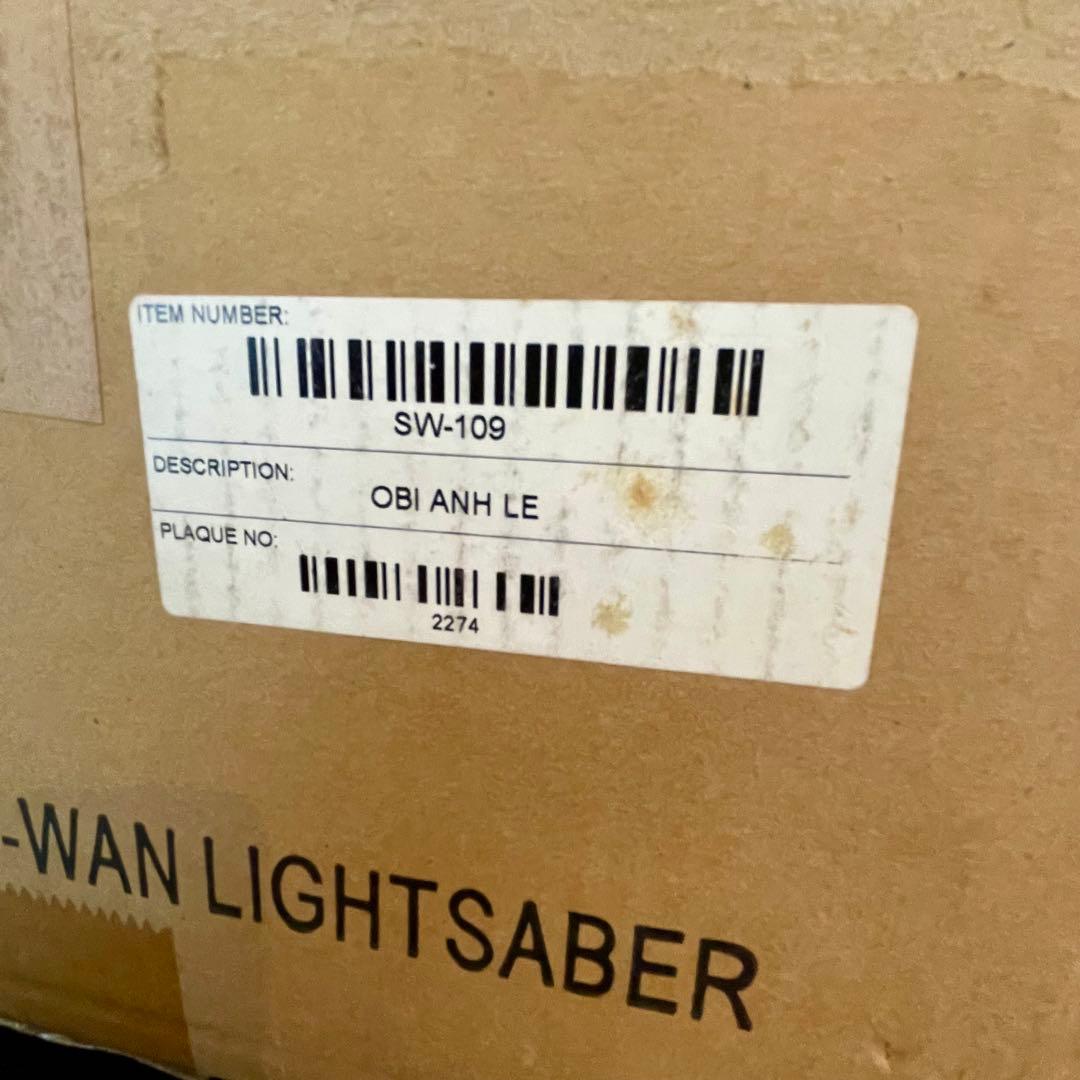 ITEM NUMBER:
SW-109
DESCRIPTION:
OBI ANH LE
PLAQUE NO:
2274
-WAN LIGHTSABER